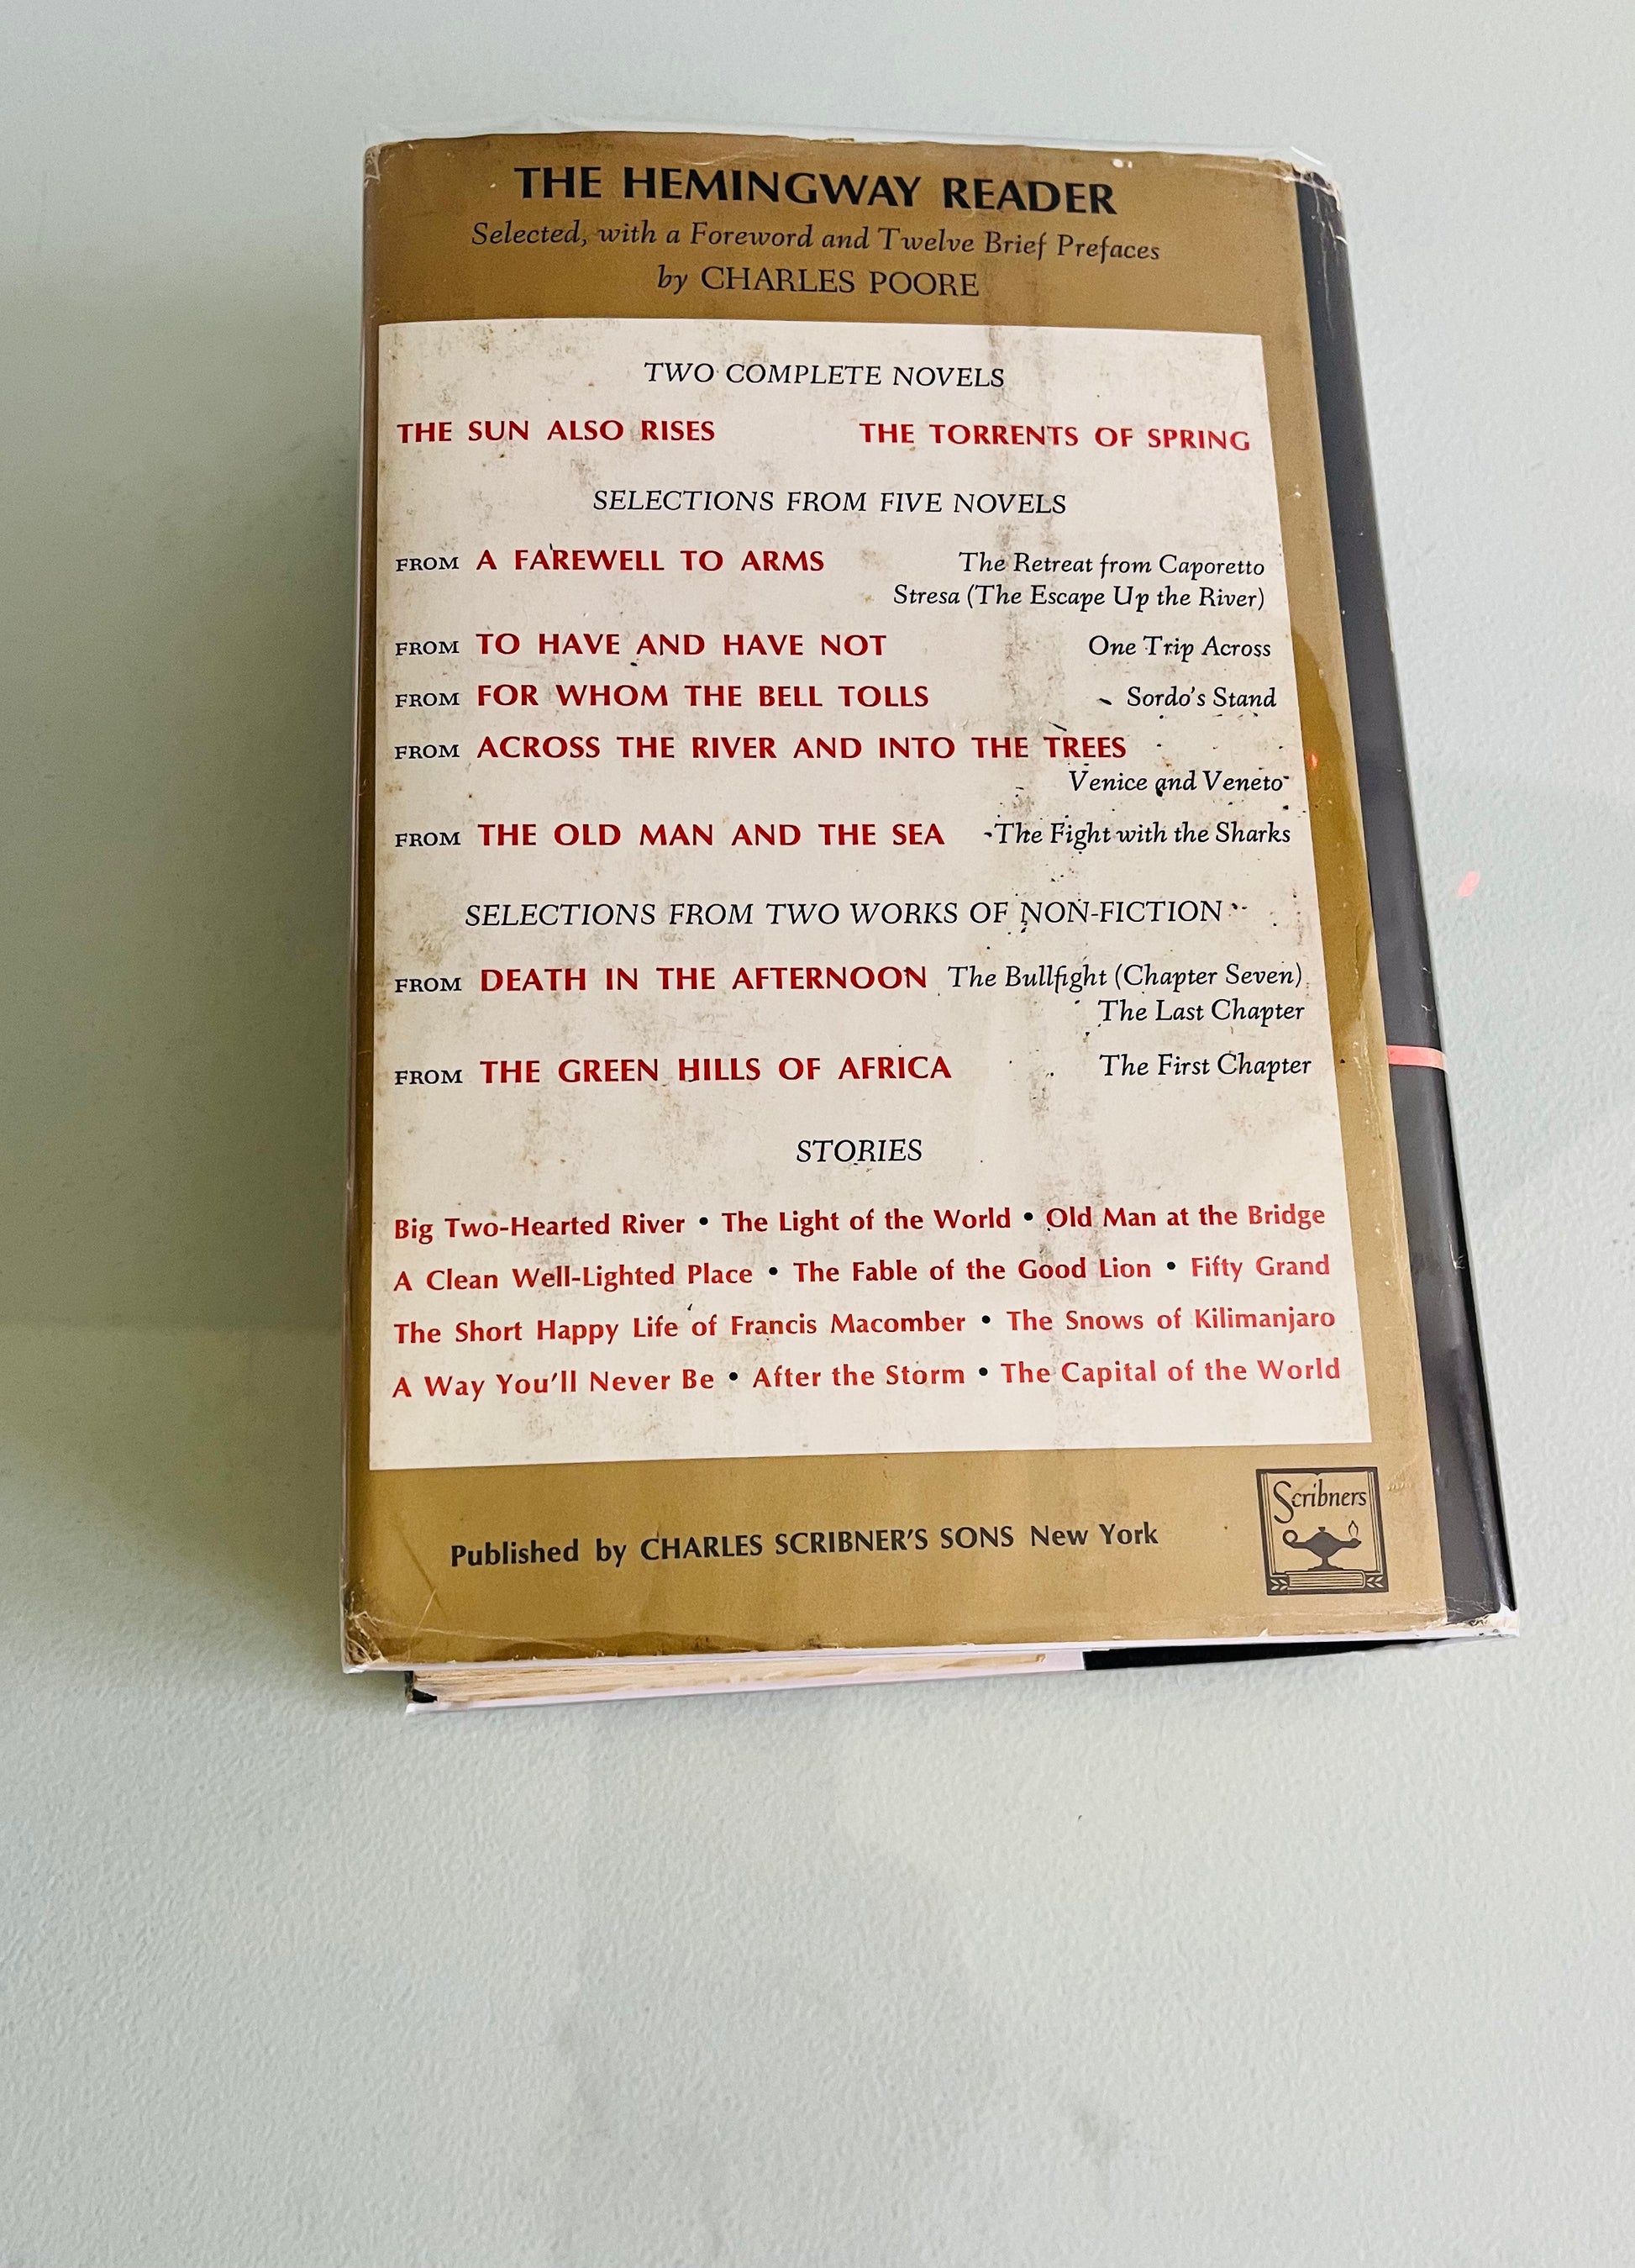 THE HEMINGWAY READER
Selected, with a Foreword and Twelve Brief Prefaces
by CHARLES POORE
TWO COMPLETE NOVELS
THE SUN ALSO RISES THE TORRENTS OF SPRING
SELECTIONS FROM FIVE NOVELS
FROM A FAREWELL TO ARMS The Retreat from Caporetto
Stresa (The Escape Up the River)
FROM TO HAVE AND HAVE NOT One Trip Across
FROM FOR WHOM THE BELL TOLLS Sordo's Stand
FROM ACROSS THE RIVER AND INTO THE TREES
Venice and Veneto
FROM THE OLD MAN AND THE SEA The Fight with the Sharks
SELECTIONS FROM TWO WORKS OF NON-FICTION
FROM DEATH IN THE AFTERNOON The Bullfight (Chapter Seven)
The Last Chapter
FROM THE GREEN HILLS OF AFRICA The First Chapter
STORIES
Big Two-Hearted River • The Light of the World • Old Man at the Bridge
A Clean Well-Lighted Place • The Fable of the Good Lion • Fifty Grand
The Short Happy Life of Francis Macomber • The Snows of Kilimanjaro
A Way You'll Never Be • After the Storm • The Capital of the World
Published by CHARLES SCRIBNER'S SONS New York
Scribners